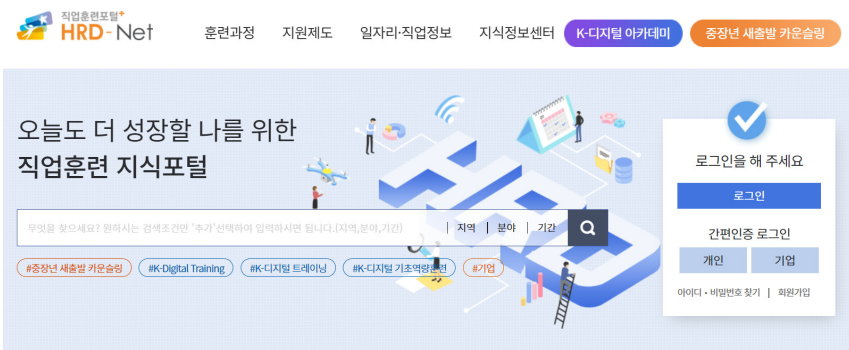 직업훈련포털+
HRD-Net
훈련과정 지원제도 일자리·직업정보 지식정보센터 K-디지털 아카데미 중장년 새출발 카운슬링
오늘도 더 성장할 나를 위한
직업훈련 지식포털
무엇을 찾으세요? 원하시는 검색조건만 '추가'선택하여 입력하시면 됩니다.(지역,분야,기간) | 지역 | 분야 | 기간
#중장년 새출발 카운슬링 #K-Digital Training #K-디지털 트레이닝 #K-디지털 기초역량훈련 #기업
HRD
로그인을 해 주세요
로그인
간편인증 로그인
개인 기업
아이디 · 비밀번호 찾기 | 회원가입